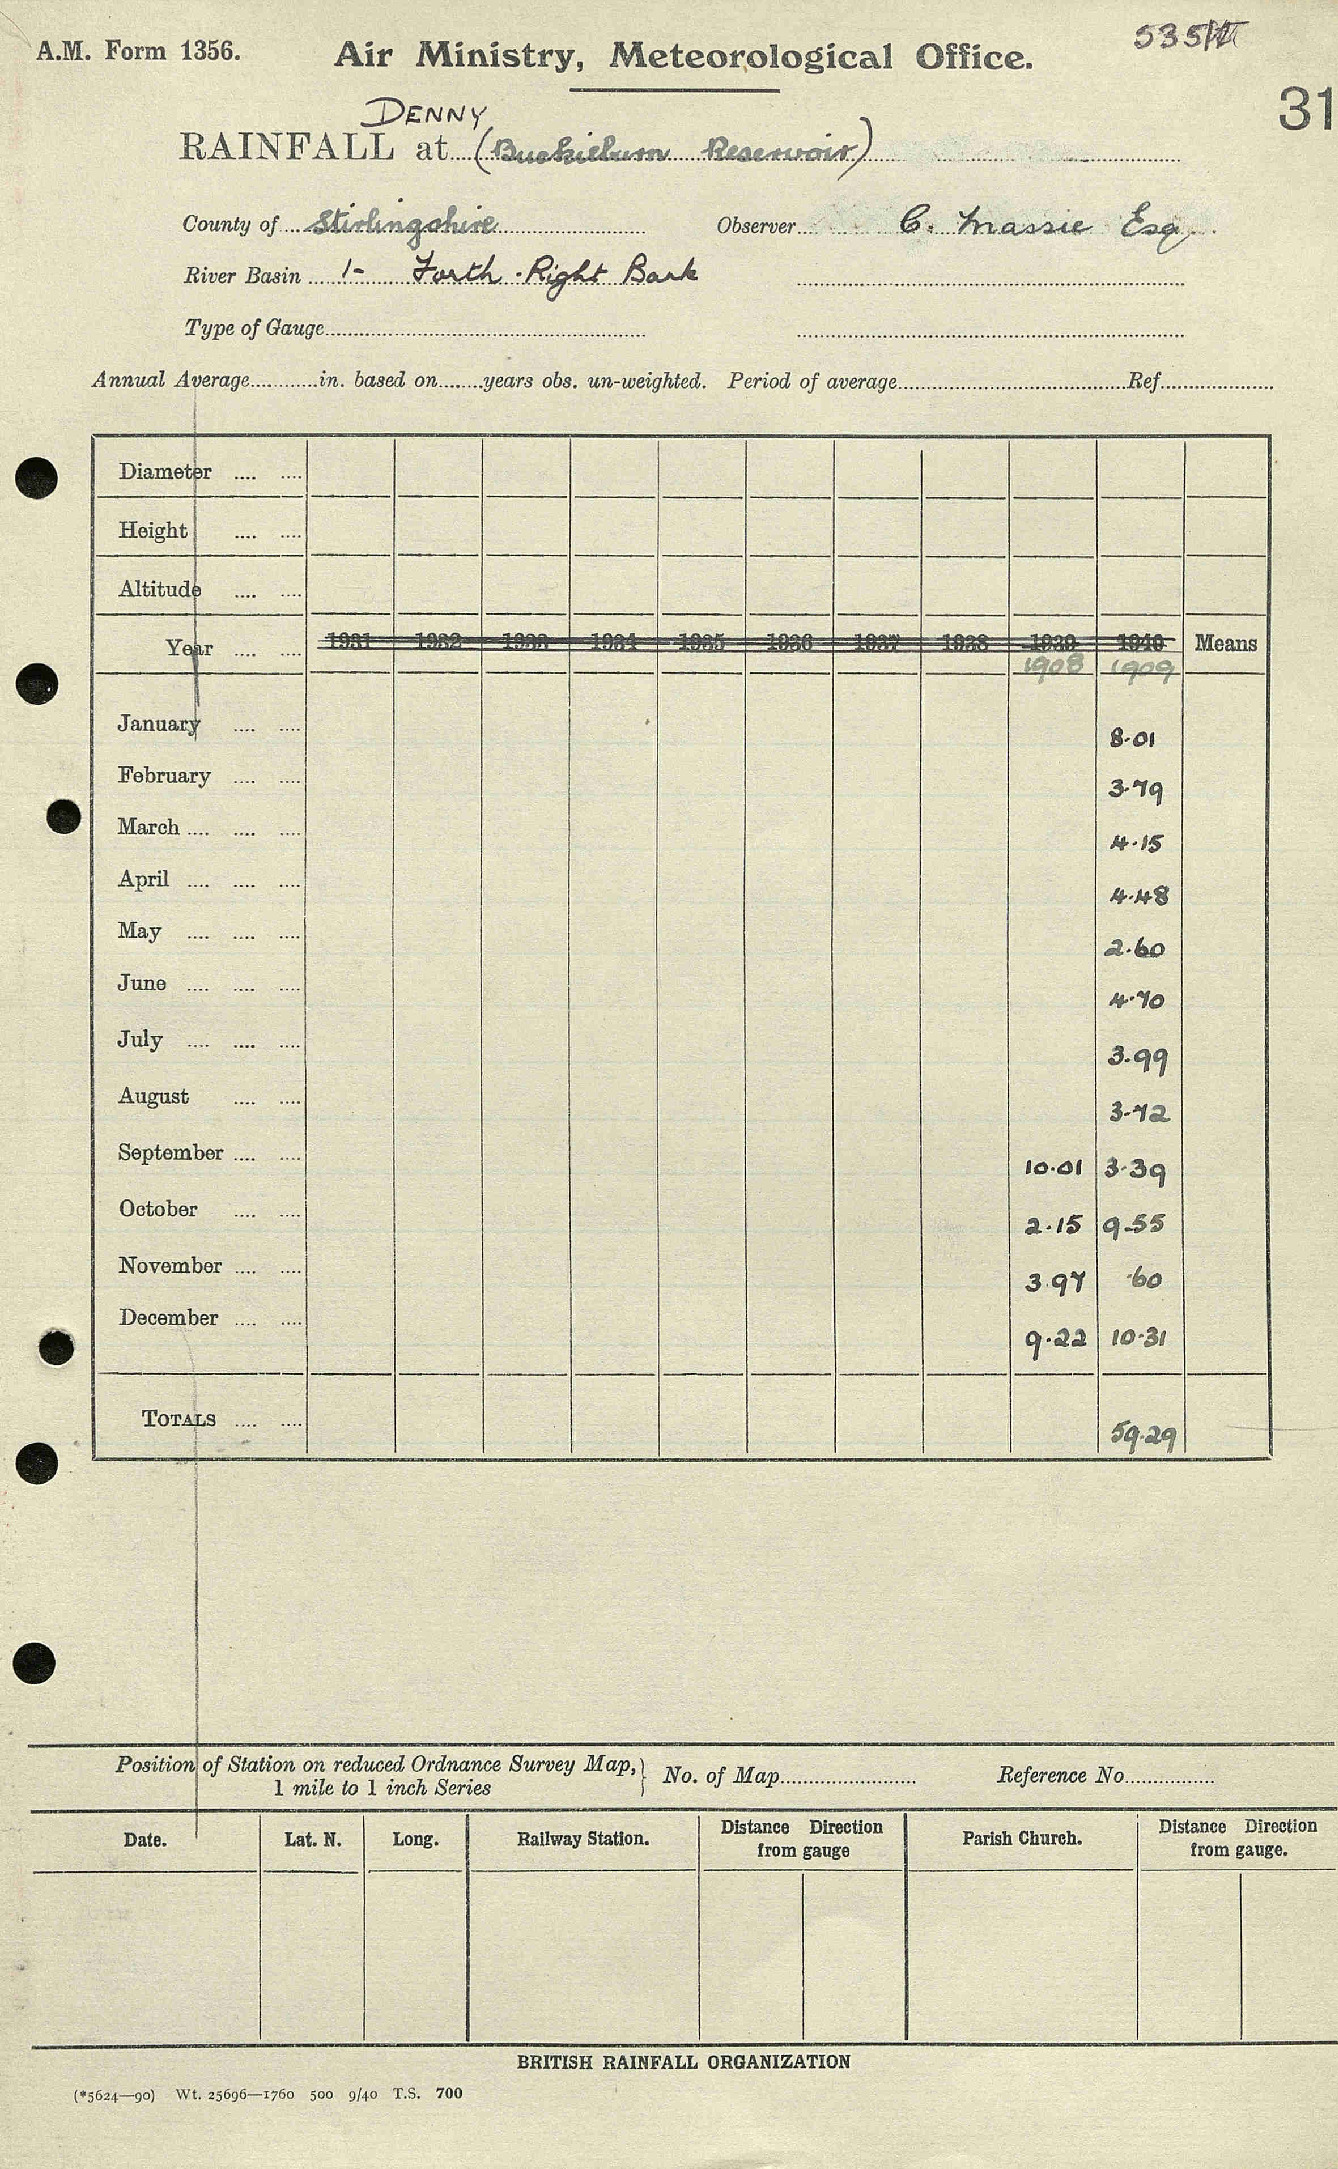 A.M. Form 1356. Air Ministry, Meteorological Office.
31
DENNY
RAINFALL at (Buckieburn Reservoir)
County of Stirlingshire Observer C. Massie Esq.
River Basin 1- Forth Right Bank
Type of Gauge
Annual Average in. based on years obs. un-weighted. Period of average Ref
Diameter
Height
Altitude
Year 1931 1932 1933 1934 1935 1936 1937 1938 1939 1940 Means
1908 1909
January 8.01
February 3.79
March 4.15
April 4.48
May 2.60
June 4.70
July 3.99
August 3.72
September 10.01 3.39
October 2.15 9.55
November 3.97 .60
December 9.22 10.31
TOTALS 59.29
Position of Station on reduced Ordnance Survey Map, } No. of Map Reference No.
1 mile to 1 inch Series
Date. Lat. N. Long. Railway Station. Distance from gauge Direction Parish Church. Distance from gauge. Direction
BRITISH RAINFALL ORGANIZATION
(*5624—90) Wt. 25696—1760 500 9/40 T.S. 700